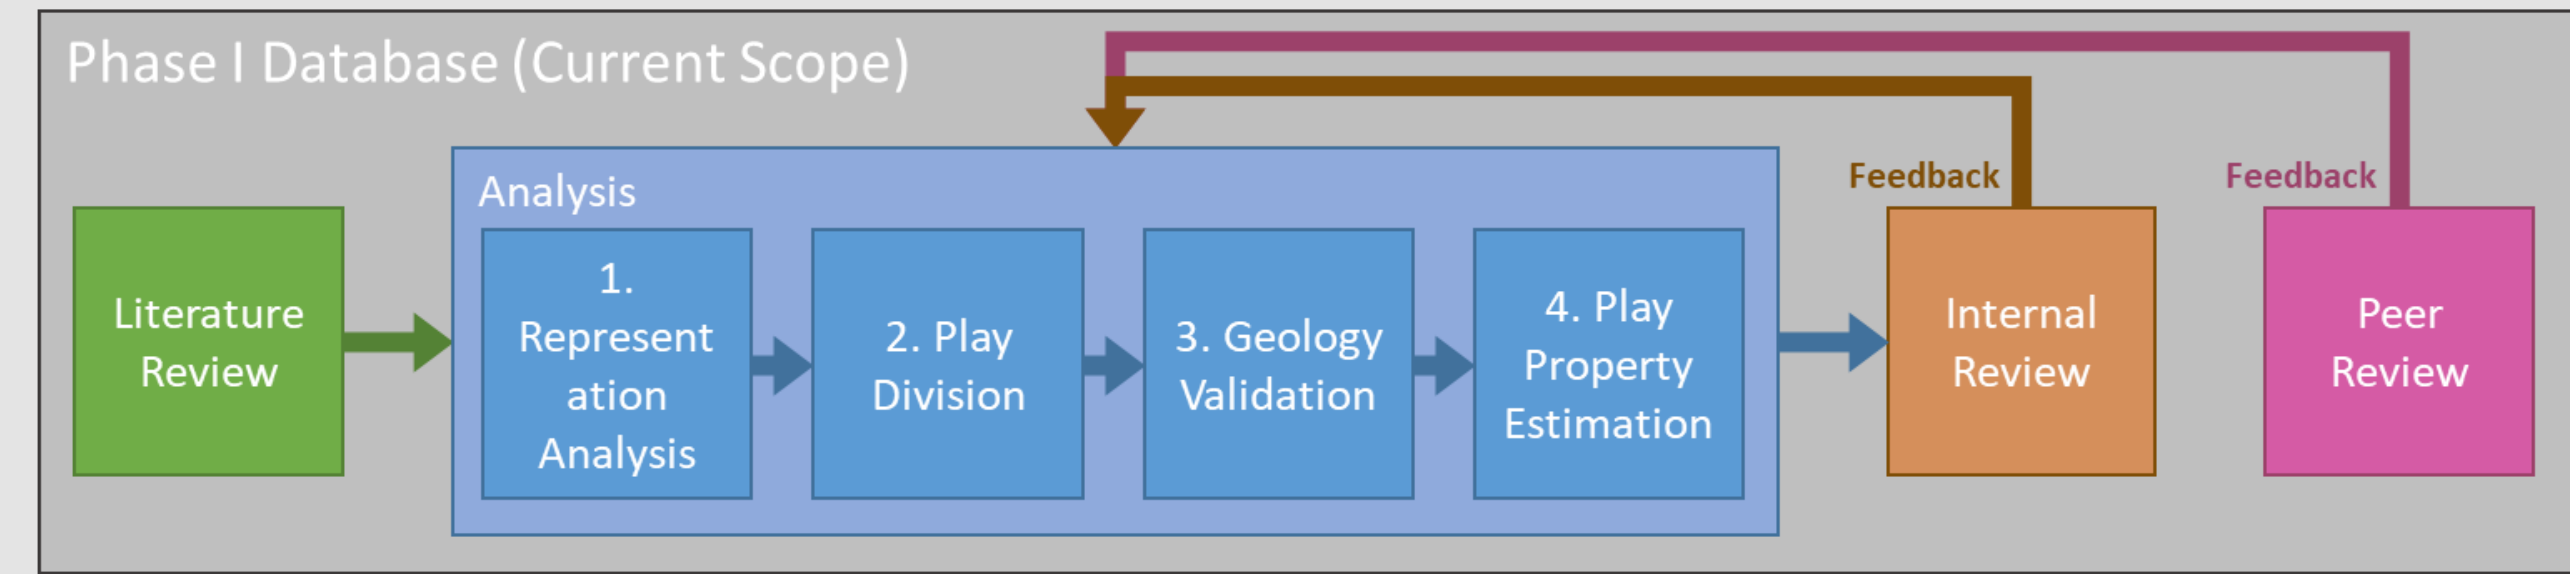 Phase I Database (Current Scope)
Literature
Review
Analysis
1.
Represent
ation
Analysis
2. Play
Division
3. Geology
Validation
4. Play
Property
Estimation
Feedback
Internal
Review
Feedback
Peer
Review